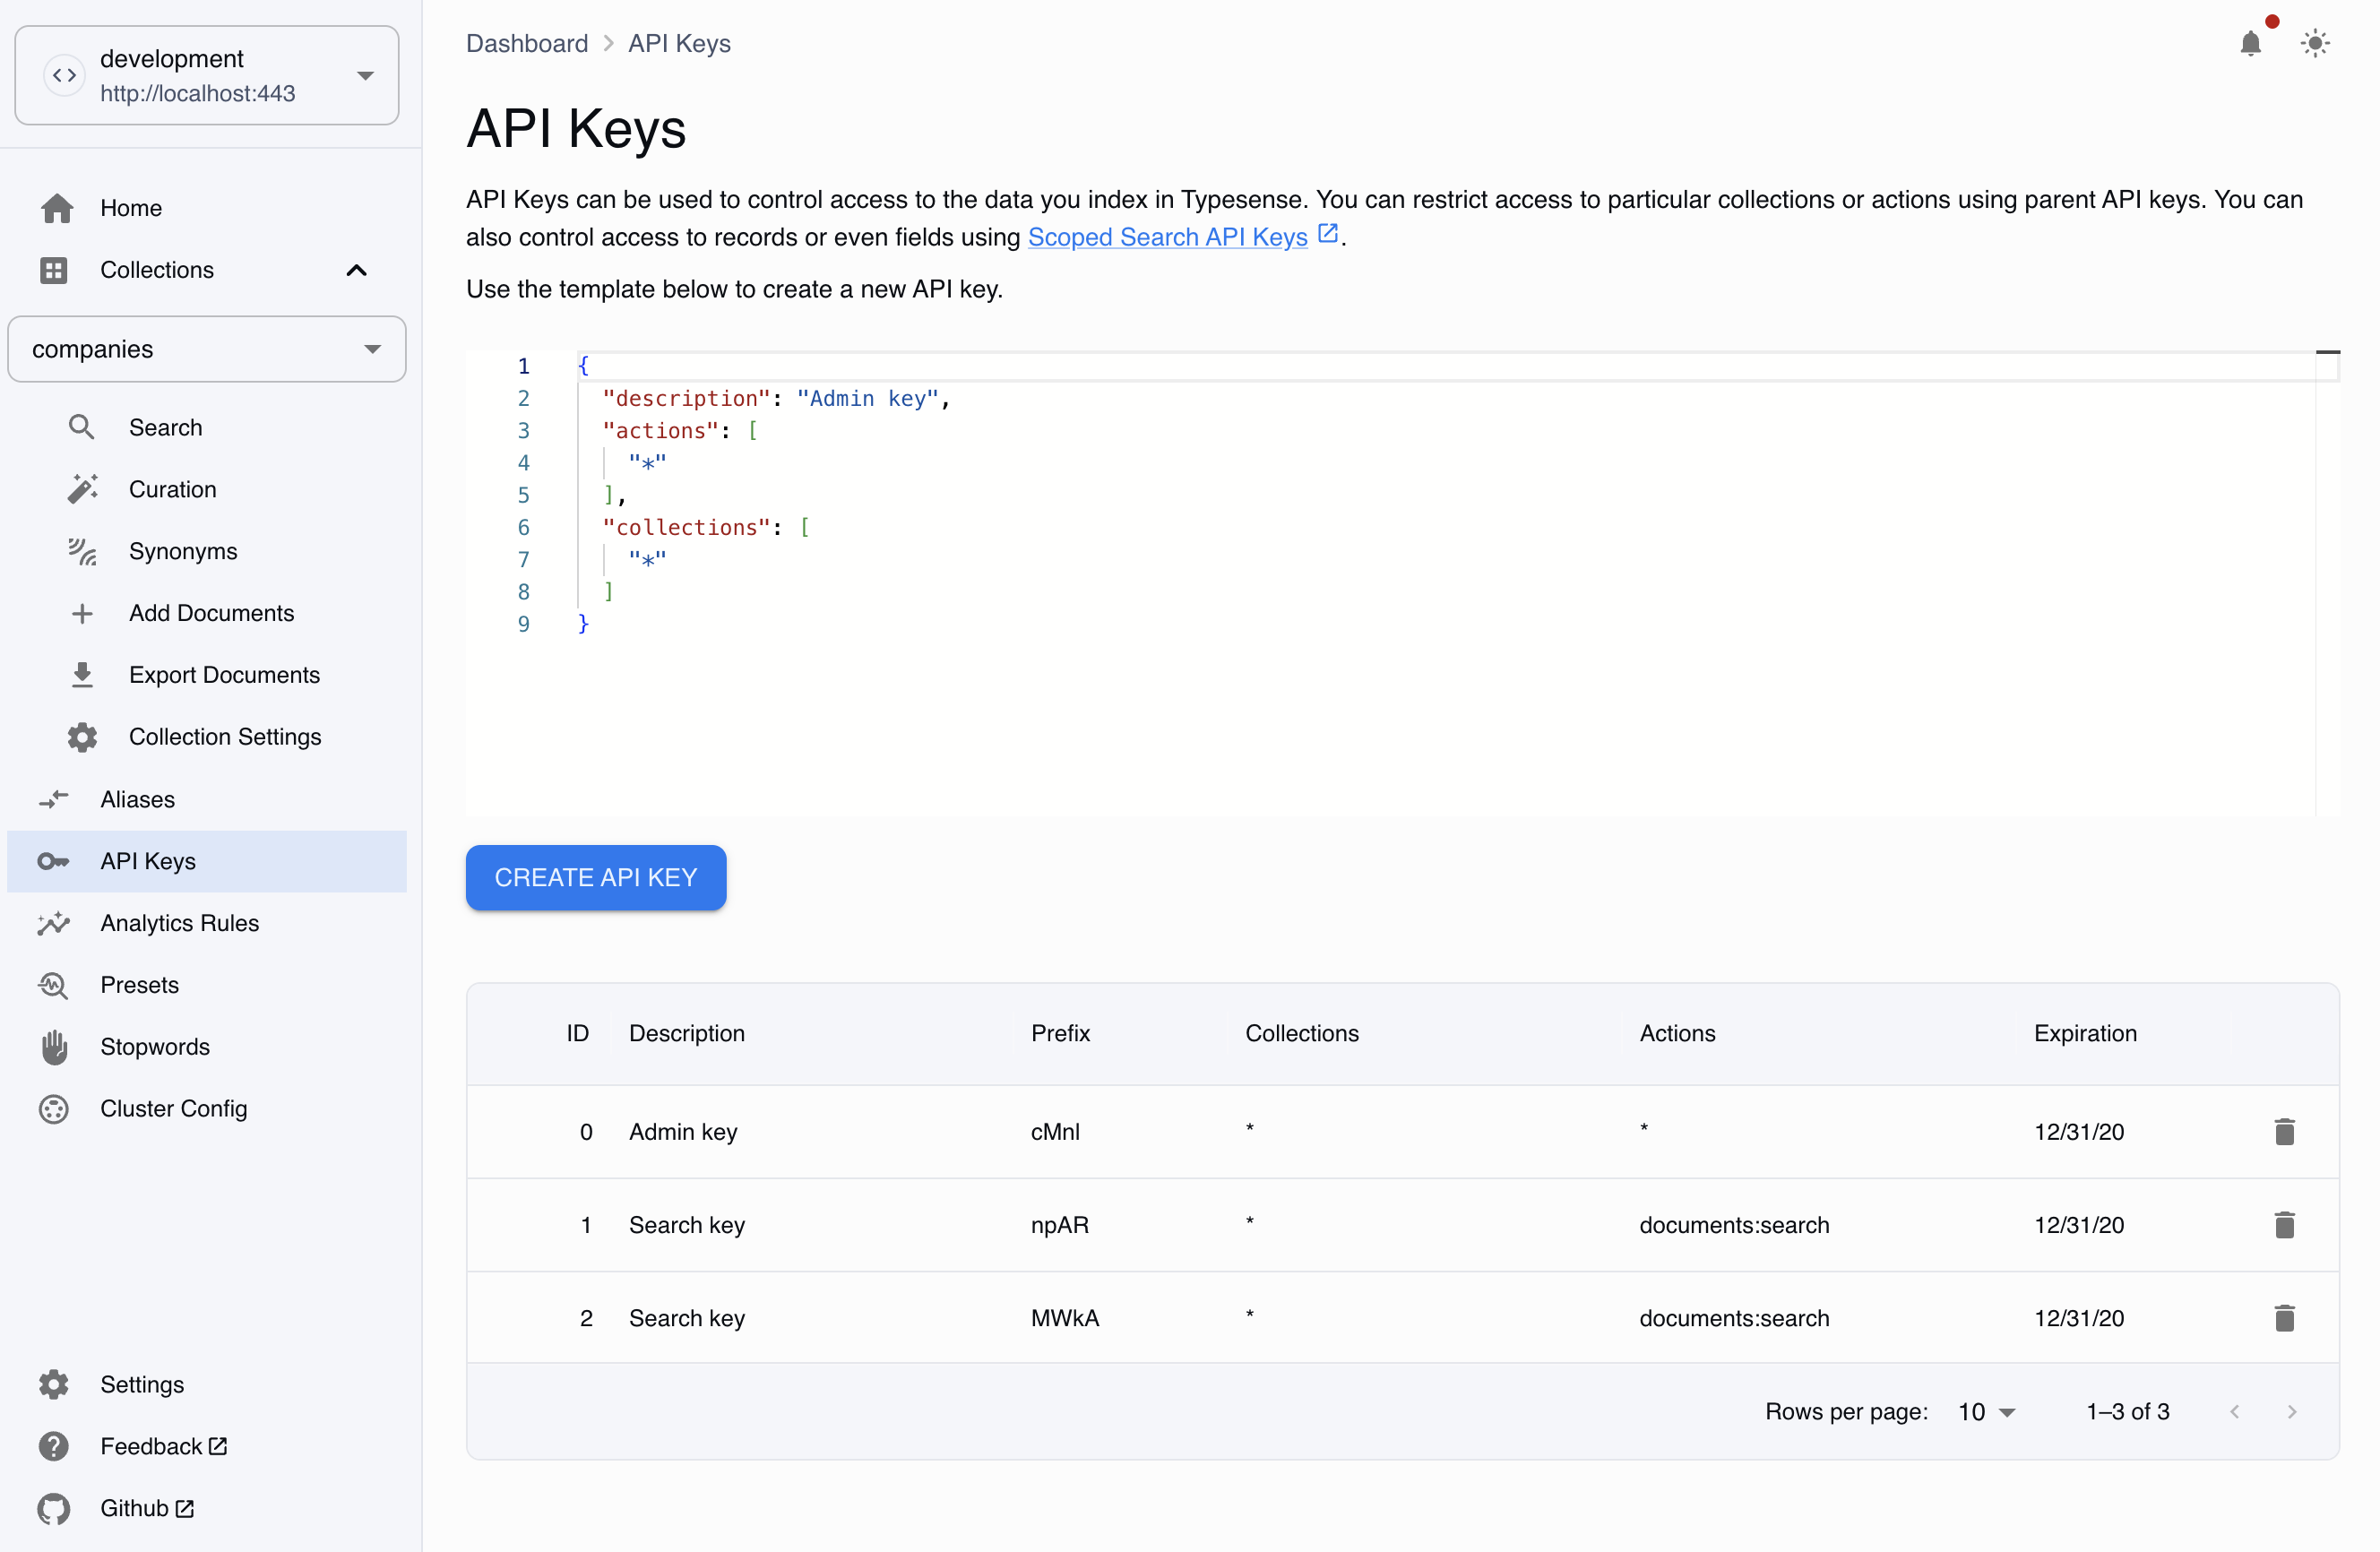 development
http://localhost:443
Home
Collections
companies
Search
Curation
Synonyms
Add Documents
Export Documents
Collection Settings
Aliases
API Keys
Analytics Rules
Presets
Stopwords
Cluster Config
Settings
Feedback
Github
Dashboard > API Keys
API Keys
API Keys can be used to control access to the data you index in Typesense. You can restrict access to particular collections or actions using parent API keys. You can
also control access to records or even fields using Scoped Search API Keys.
Use the template below to create a new API key.
1 {
2 "description": "Admin key",
3 "actions": [
4 "*"
5 ],
6 "collections": [
7 "*"
8 ]
9 }
CREATE API KEY
ID Description Prefix Collections Actions Expiration
0 Admin key cMnl * * 12/31/20
1 Search key npAR * documents:search 12/31/20
2 Search key MWkA * documents:search 12/31/20
Rows per page: 10 1–3 of 3